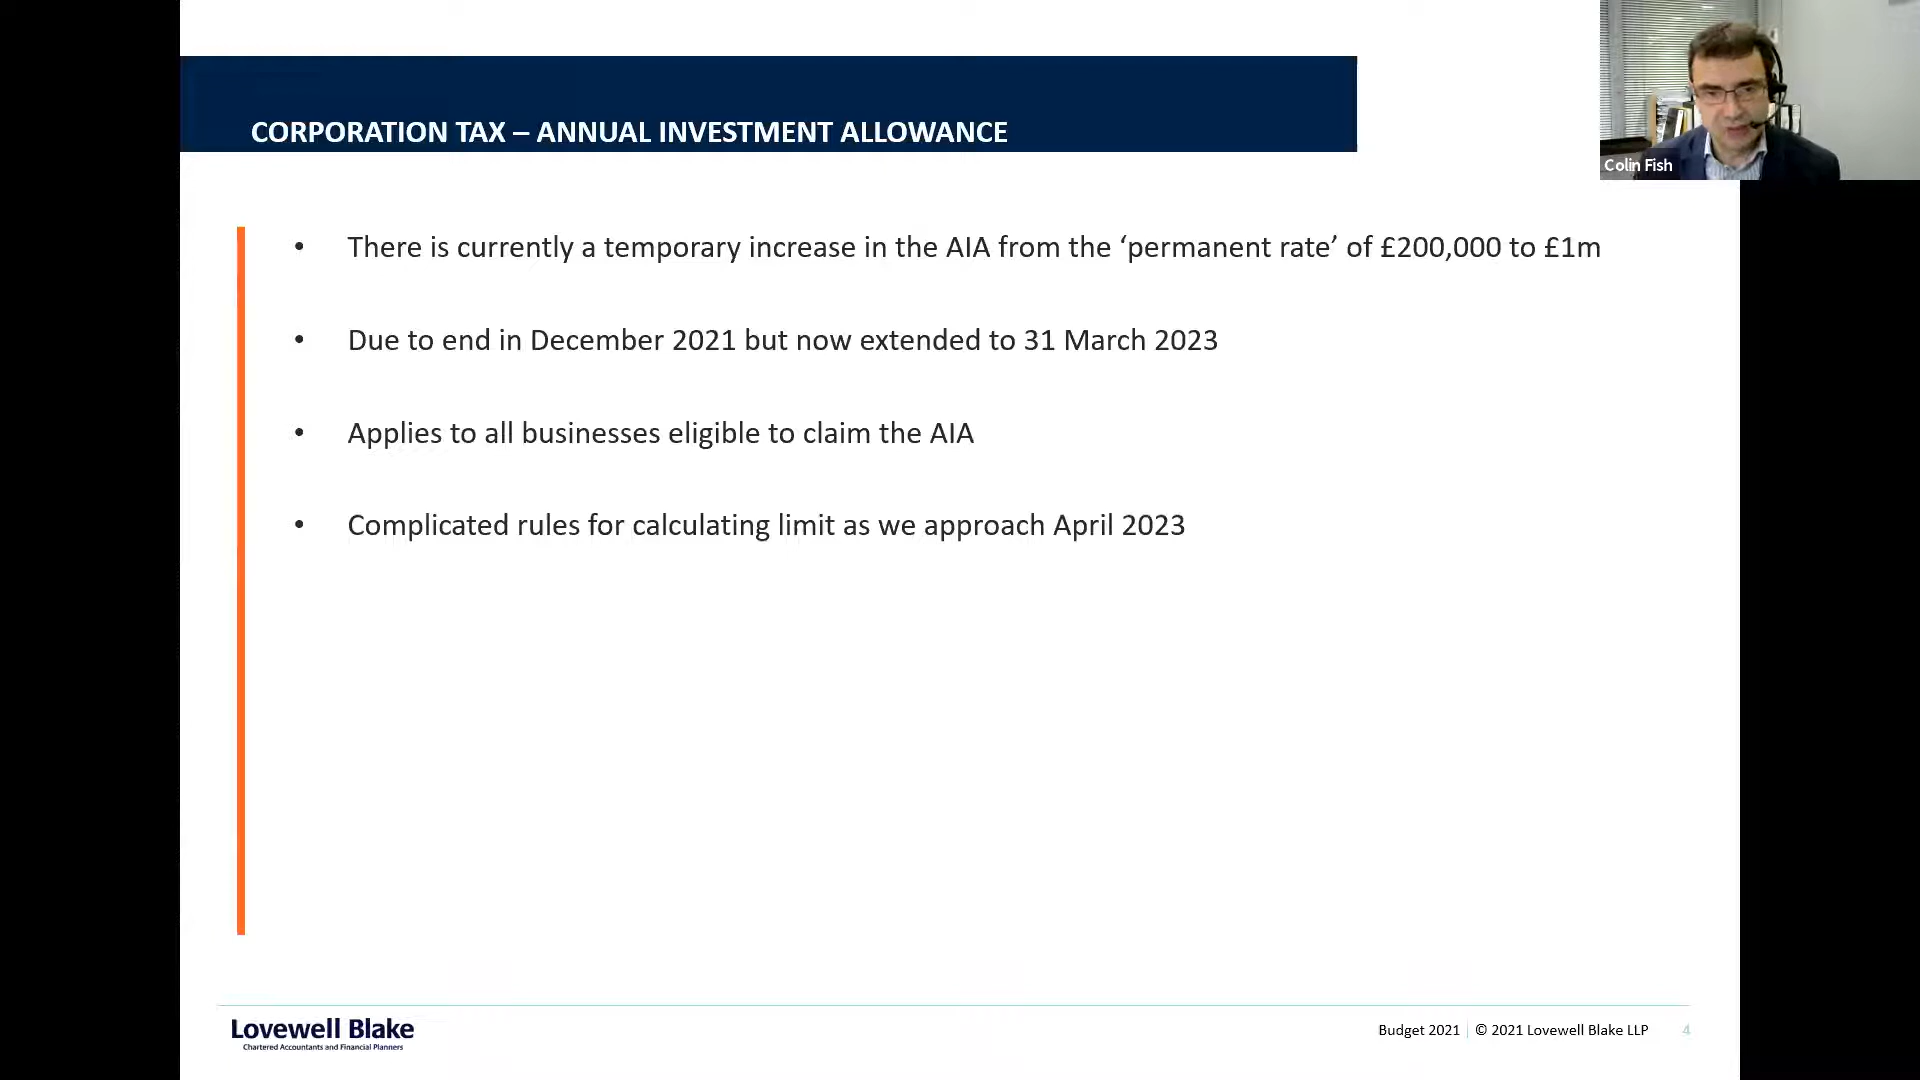 CORPORATION TAX – ANNUAL INVESTMENT ALLOWANCE
Colin Fish
• There is currently a temporary increase in the AIA from the ‘permanent rate’ of £200,000 to £1m
• Due to end in December 2021 but now extended to 31 March 2023
• Applies to all businesses eligible to claim the AIA
• Complicated rules for calculating limit as we approach April 2023
Lovewell Blake
Chartered Accountants and Financial Planners
Budget 2021 | © 2021 Lovewell Blake LLP 4